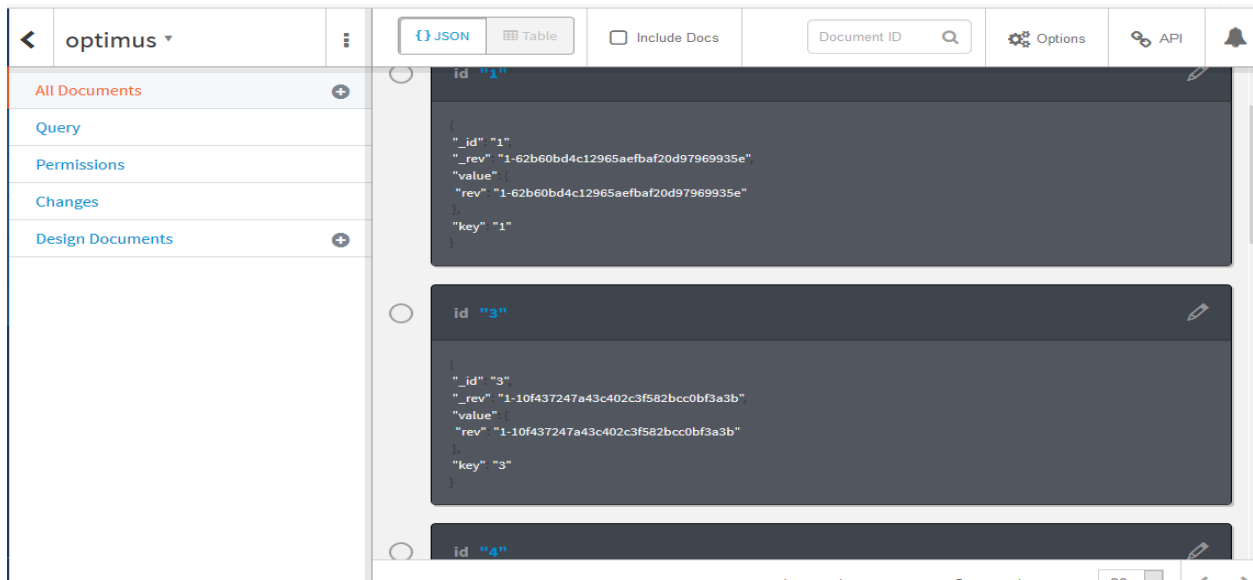 optimus
{} JSON
Table
Include Docs
Document ID
Options
API
All Documents
Query
Permissions
Changes
Design Documents
id "1"
{
"_id": "1",
"_rev": "1-62b60bd4c12965aefbaf20d97969935e",
"value": {
"rev": "1-62b60bd4c12965aefbaf20d97969935e"
},
"key": "1"
}
id "3"
{
"_id": "3",
"_rev": "1-10f437247a43c402c3f582bcc0bf3a3b",
"value": {
"rev": "1-10f437247a43c402c3f582bcc0bf3a3b"
},
"key": "3"
}
id "4"